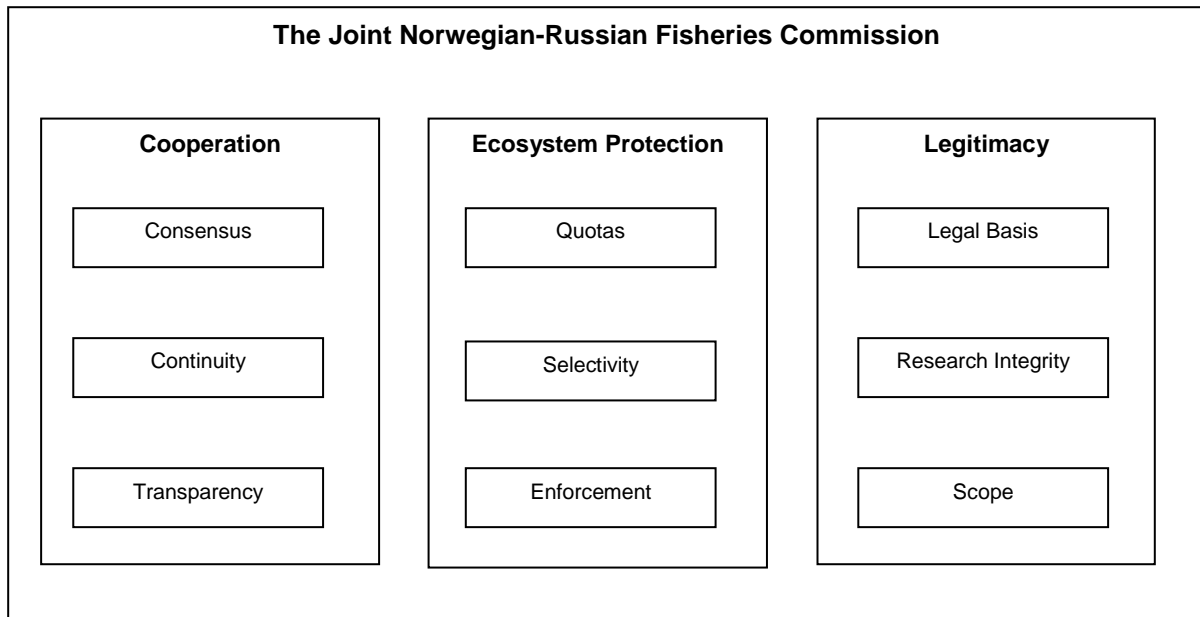 The Joint Norwegian-Russian Fisheries Commission
Cooperation
Consensus
Continuity
Transparency
Ecosystem Protection
Quotas
Selectivity
Enforcement
Legitimacy
Legal Basis
Research Integrity
Scope